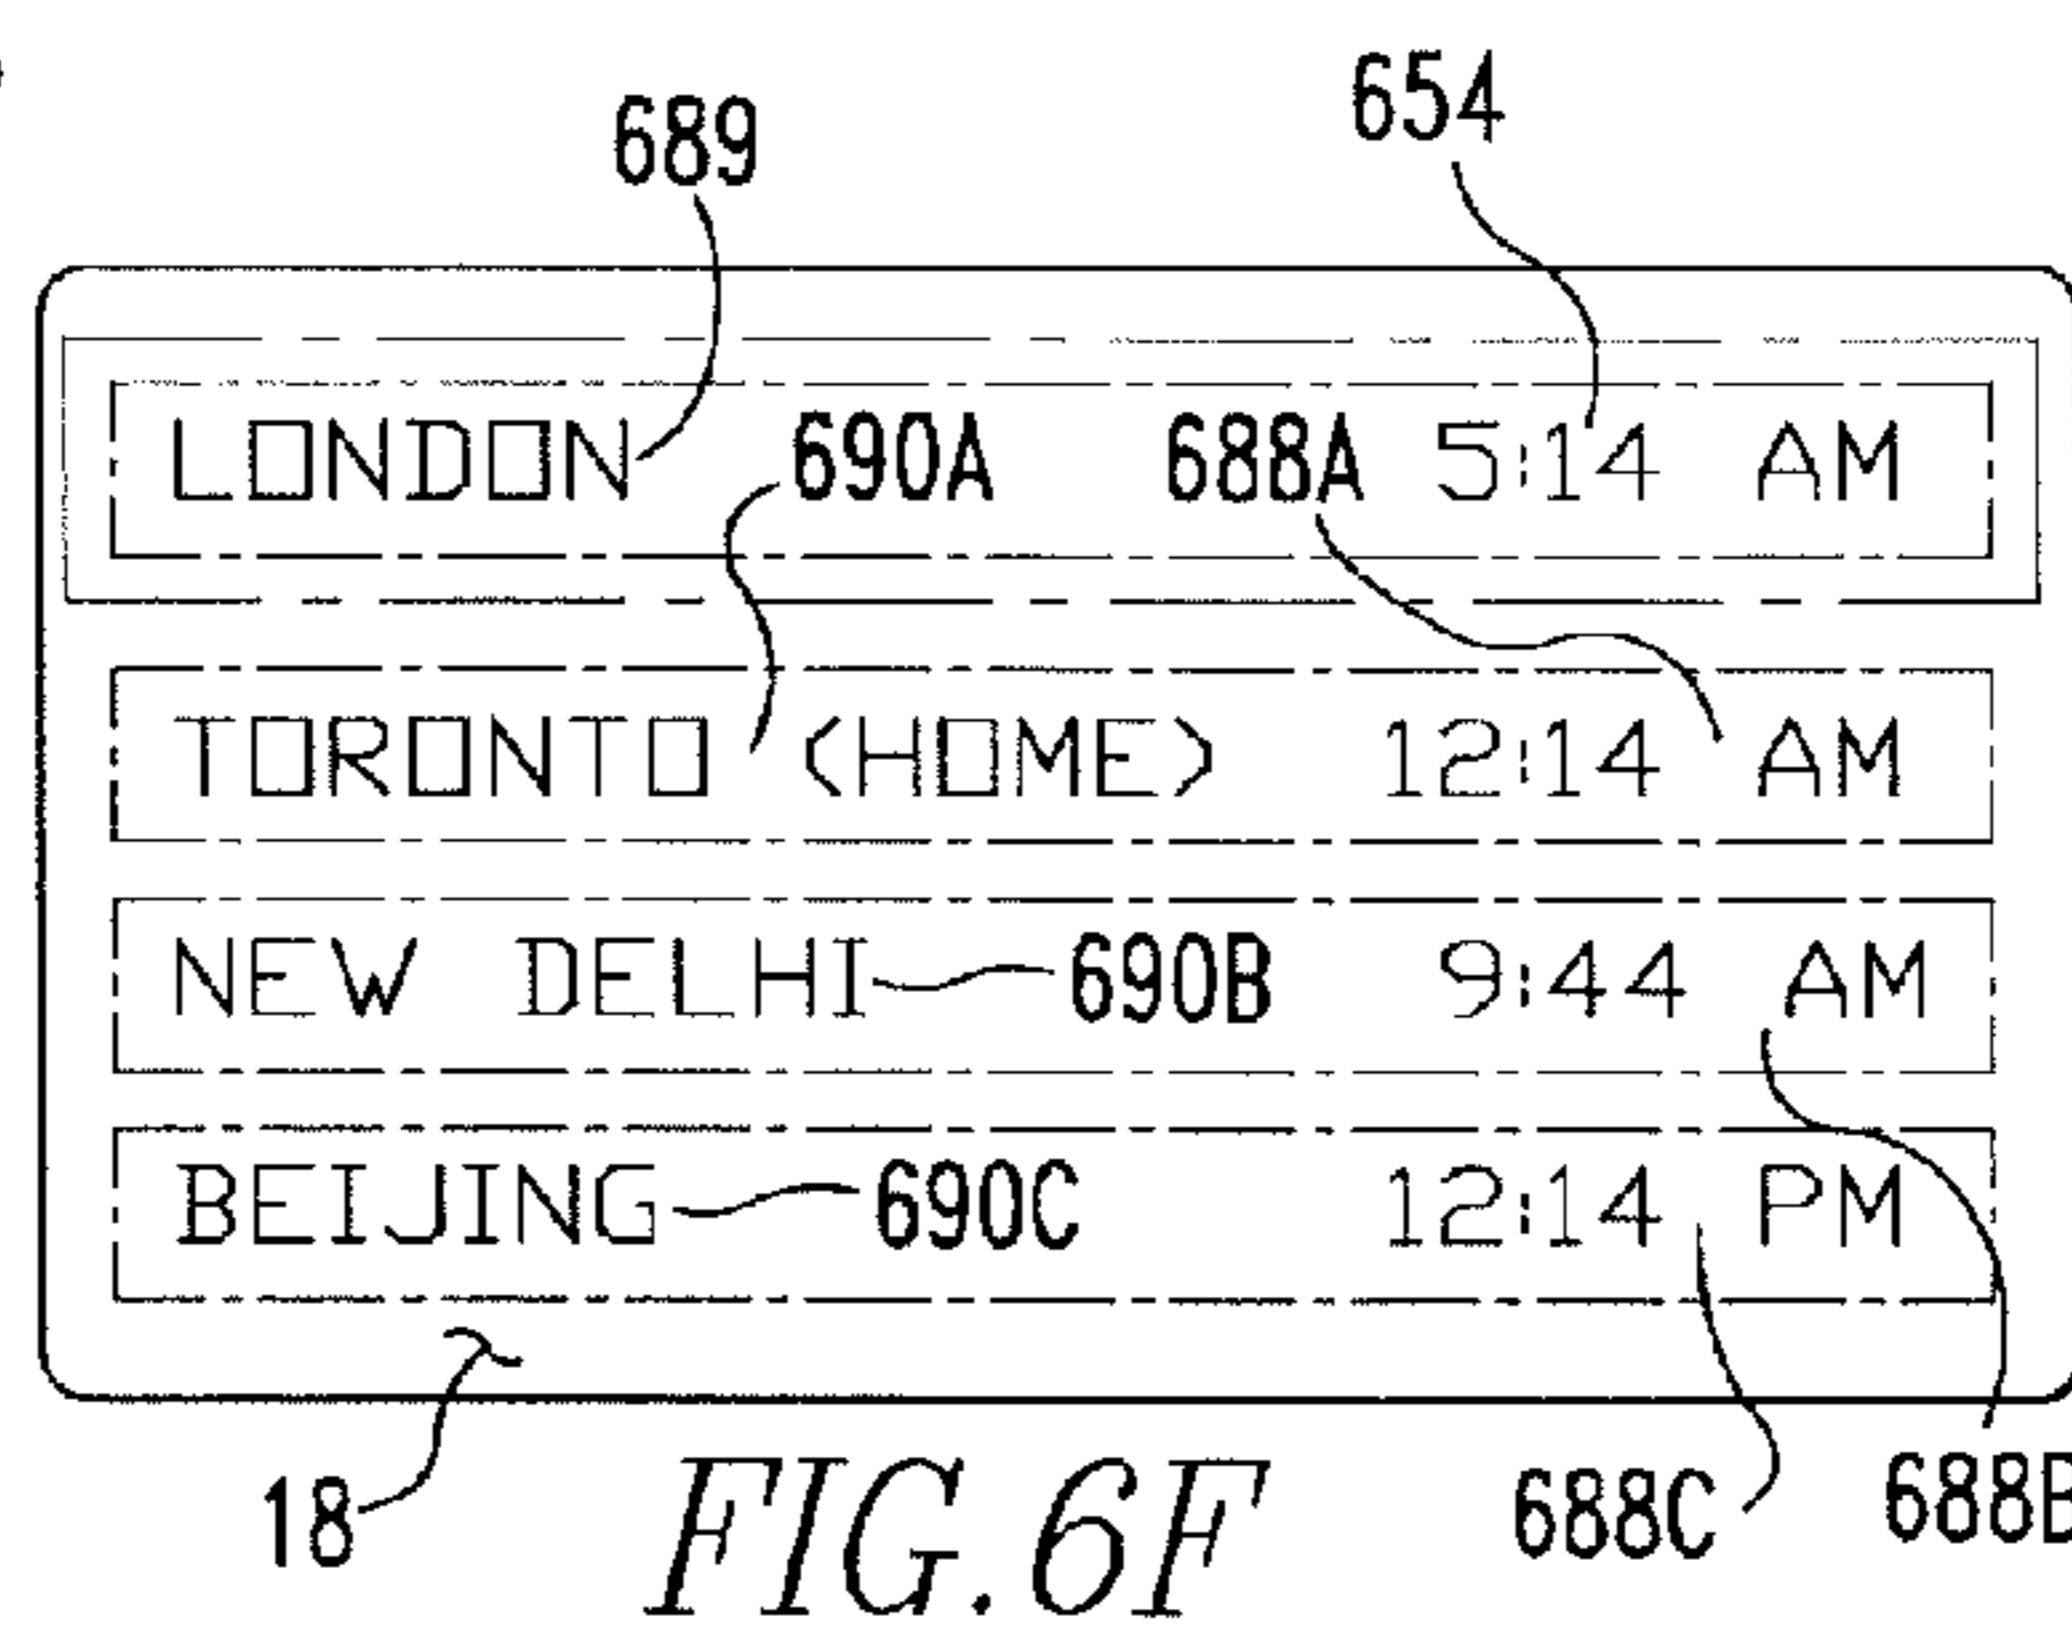 654
689
LONDON 690A 688A 5:14 AM
TORONTO (HOME) 12:14 AM
NEW DELHI 690B 9:44 AM
BEIJING 690C 12:14 PM
18 FIG.6F 688C 688B